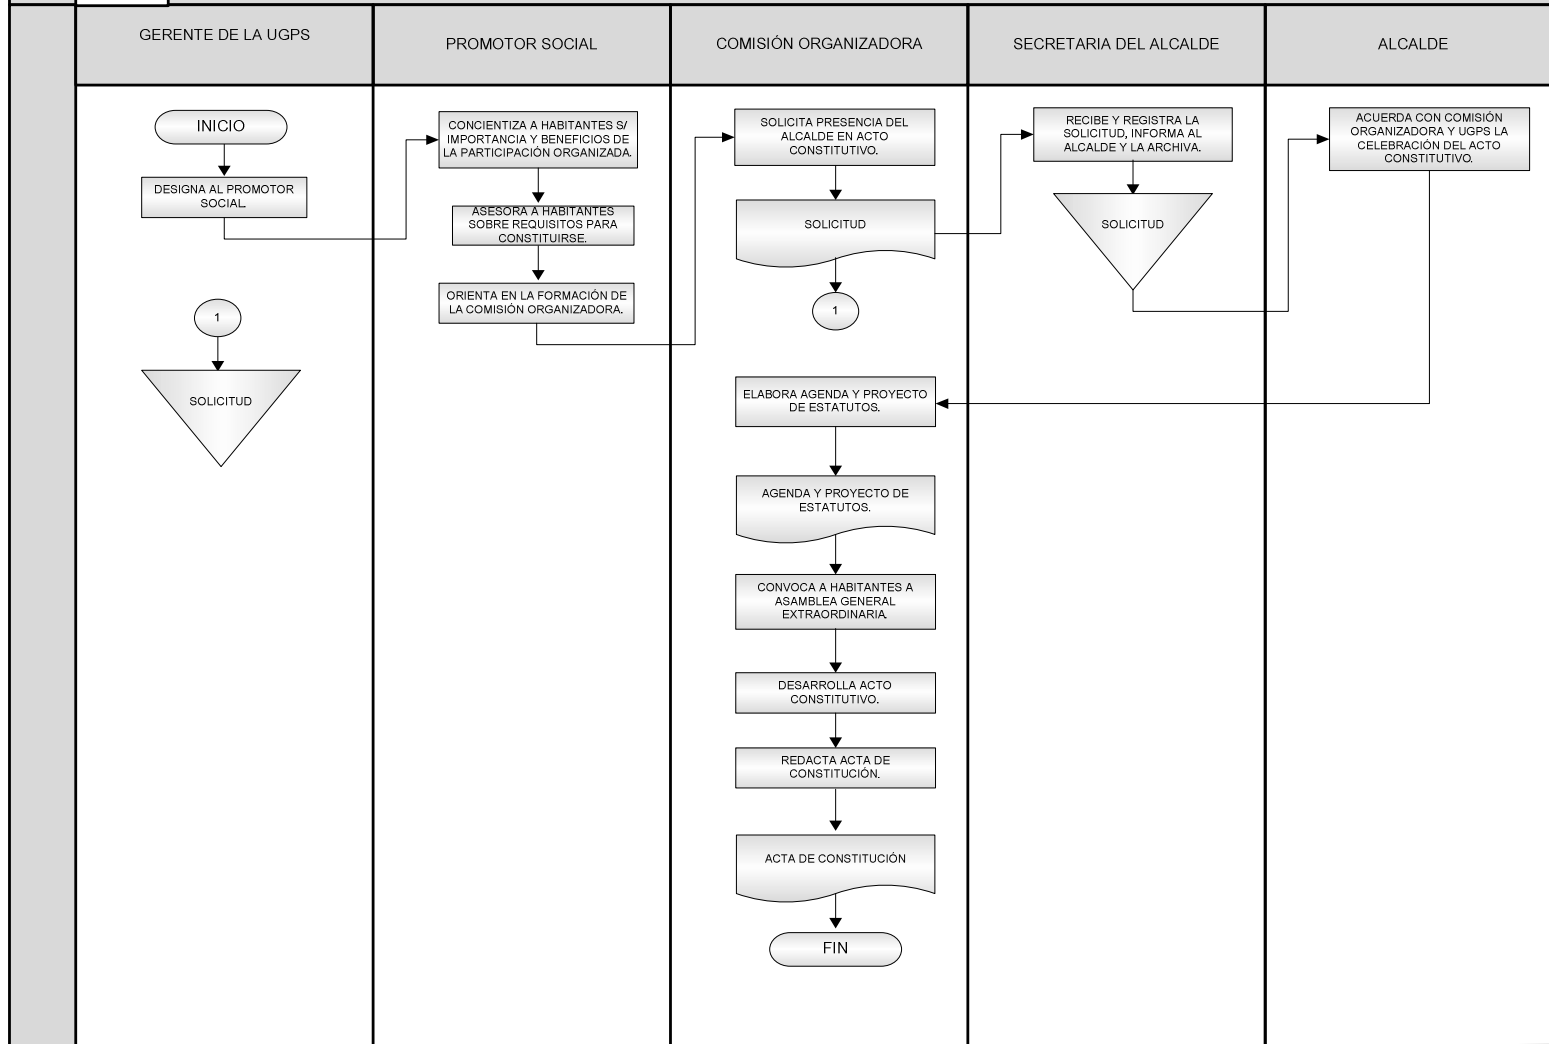 GERENTE DE LA UGPS
PROMOTOR SOCIAL
COMISIÓN ORGANIZADORA
SECRETARIA DEL ALCALDE
ALCALDE
INICIO
DESIGNA AL PROMOTOR
SOCIAL.
1
SOLICITUD
CONCIENTIZA A HABITANTES S/
IMPORTANCIA Y BENEFICIOS DE
LA PARTICIPACIÓN ORGANIZADA.
ASESORA A HABITANTES
SOBRE REQUISITOS PARA
CONSTITUIRSE.
ORIENTA EN LA FORMACIÓN DE
LA COMISIÓN ORGANIZADORA.
SOLICITA PRESENCIA DEL
ALCALDE EN ACTO
CONSTITUTIVO.
SOLICITUD
1
ELABORA AGENDA Y PROYECTO
DE ESTATUTOS.
AGENDA Y PROYECTO DE
ESTATUTOS.
CONVOCA A HABITANTES A
ASAMBLEA GENERAL
EXTRAORDINARIA.
DESARROLLA ACTO
CONSTITUTIVO.
REDACTA ACTA DE
CONSTITUCIÓN.
ACTA DE CONSTITUCIÓN
FIN
RECIBE Y REGISTRA LA
SOLICITUD, INFORMA AL
ALCALDE Y LA ARCHIVA.
SOLICITUD
ACUERDA CON COMISIÓN
ORGANIZADORA Y UGPS LA
CELEBRACIÓN DEL ACTO
CONSTITUTIVO.